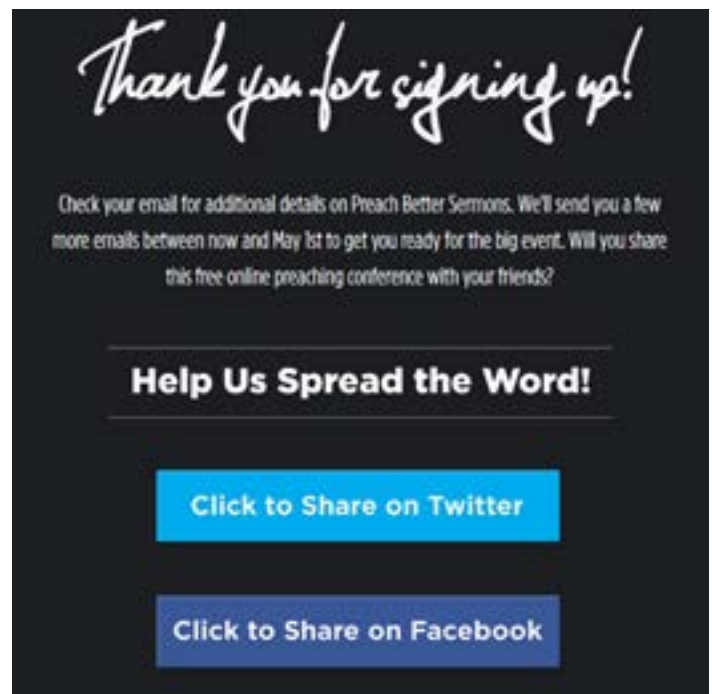 Thank you for signing up!
Check your email for additional details on Preach Better Sermons. We'll send you a few
more emails between now and May 1st to get you ready for the big event. Will you share
this free online preaching conference with your friends?
Help Us Spread the Word!
Click to Share on Twitter
Click to Share on Facebook